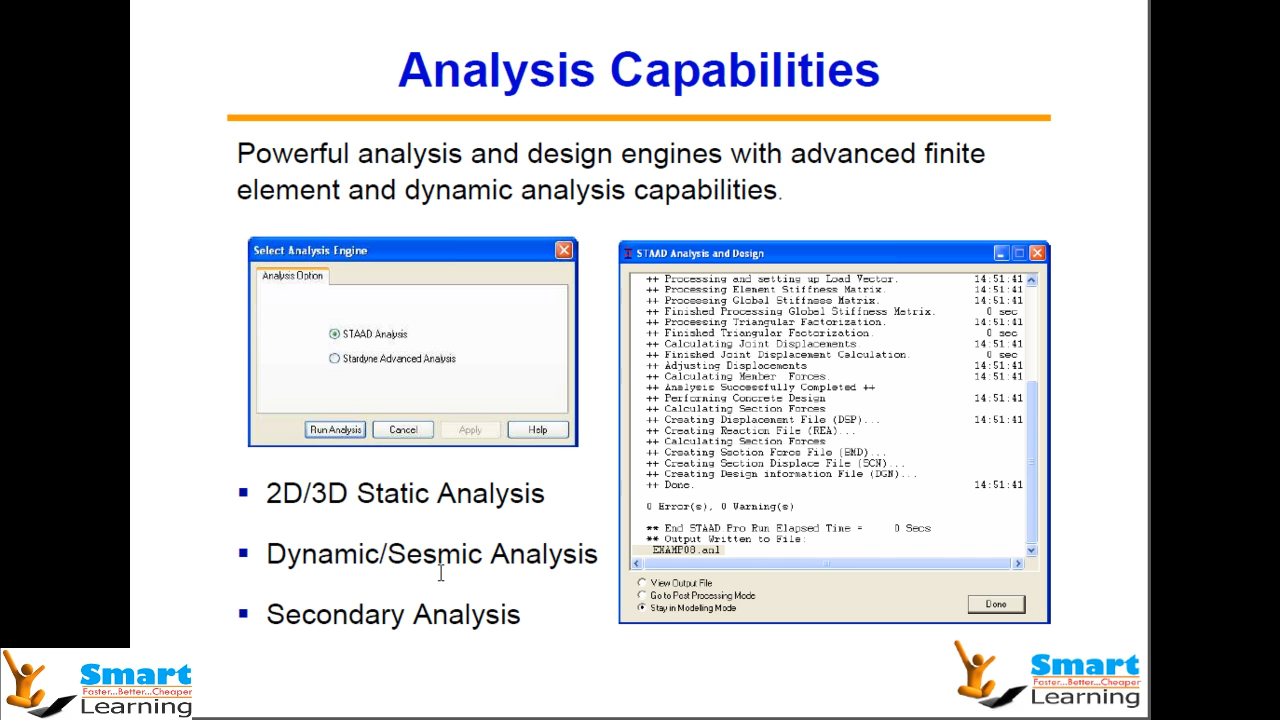 Analysis Capabilities
Powerful analysis and design engines with advanced finite
element and dynamic analysis capabilities.
Select Analysis Engine
Analysis Option
STAAD Analysis
Stardyne Advanced Analysis
Run Analysis Cancel Apply Help
STAAD Analysis and Design
++ Processing and setting up Load Vector. 14:51:41
++ Processing Element Stiffness Matrix. 14:51:41
++ Processing Global Stiffness Matrix. 14:51:41
++ Finished Processing Global Stiffness Matrix. 0 sec
++ Processing Triangular Factorization. 14:51:41
++ Finished Triangular Factorization. 0 sec
++ Calculating Joint Displacements. 14:51:41
++ Finished Joint Displacement Calculation. 0 sec
++ Adjusting Displacements 14:51:41
++ Calculating Member Forces. 14:51:41
++ Analysis Successfully Completed ++
++ Performing Concrete Design 14:51:41
++ Calculating Section Forces
++ Creating Displacement File (DSP)... 14:51:41
++ Creating Reaction File (REA)...
++ Calculating Section Forces
++ Creating Section Force File (BMD)...
++ Creating Section Displace File (SCN)...
++ Creating Design information File (DGN)...
++ Done. 14:51:41
0 Error(s), 0 Warning(s)
** End STAAD Pro Run Elapsed Time = 0 Secs
** Output Written to File:
EXAMP08.anl
View Output File
Go to Post Processing Mode
Stay in Modeling Mode
Done
▪ 2D/3D Static Analysis
▪ Dynamic/Sesmic Analysis
▪ Secondary Analysis
Smart
Faster...Better...Cheaper
Learning
Smart
Faster...Better...Cheaper
Learning